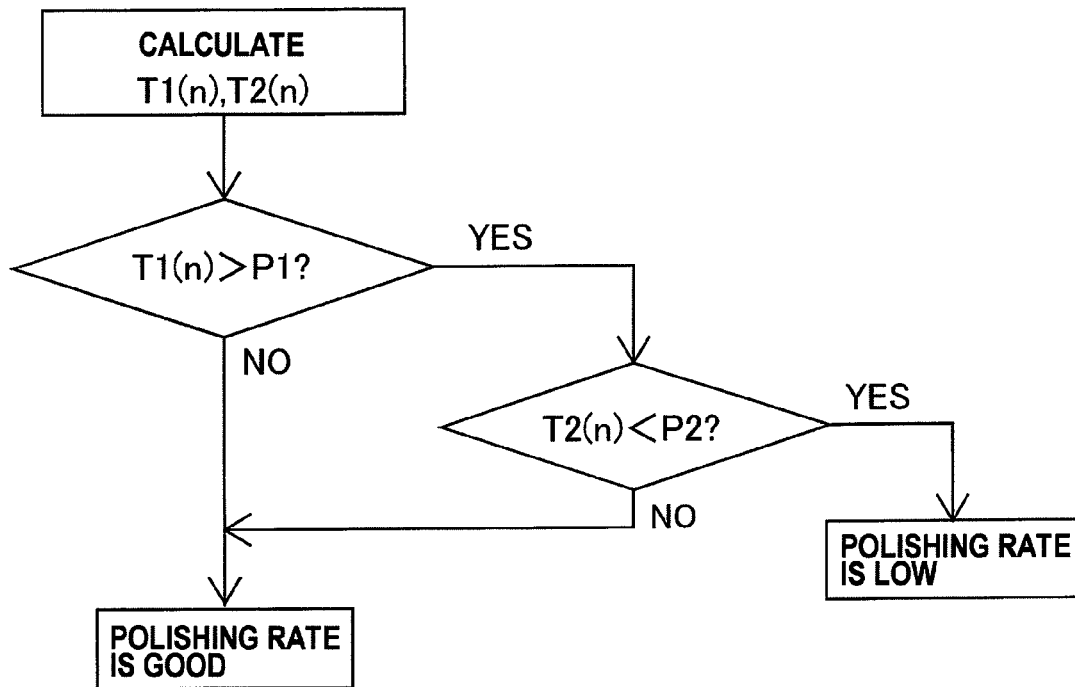 CALCULATE
T1(n),T2(n)
T1(n)>P1?
YES
NO
T2(n)<P2?
YES
NO
POLISHING RATE
IS LOW
POLISHING RATE
IS GOOD